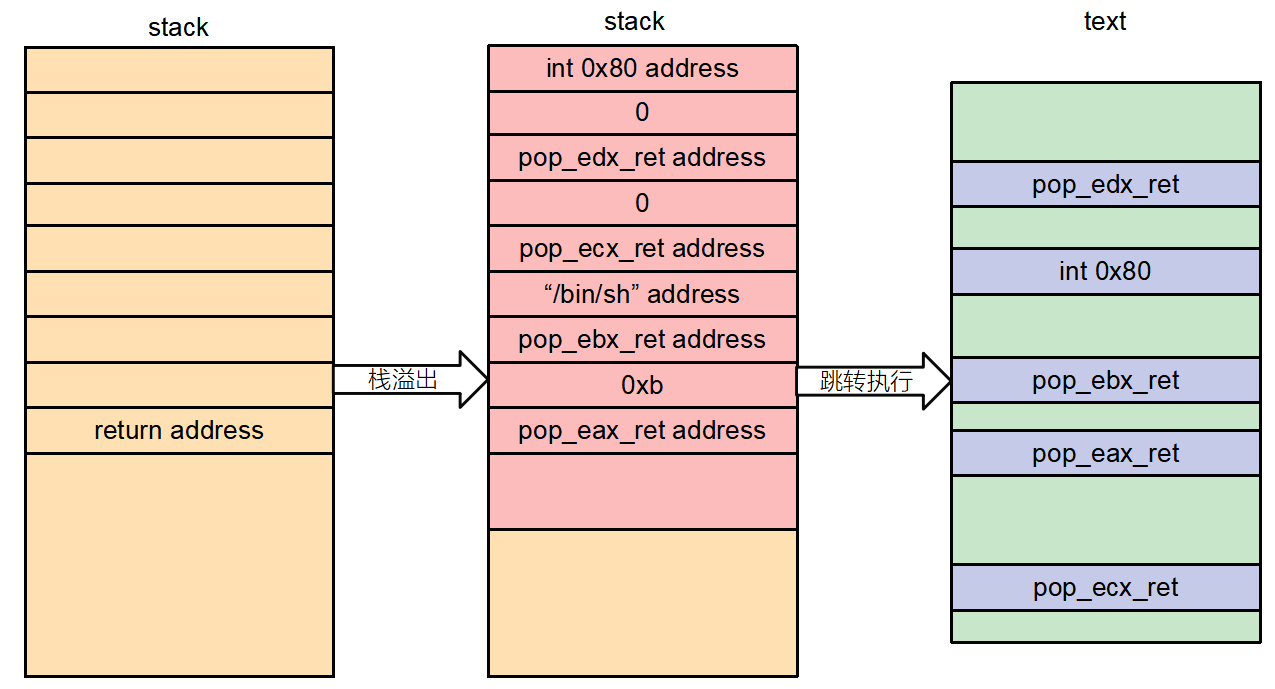 stack
return address
栈溢出
stack
int 0x80 address
0
pop_edx_ret address
0
pop_ecx_ret address
“/bin/sh” address
pop_ebx_ret address
0xb
pop_eax_ret address
跳转执行
text
pop_edx_ret
int 0x80
pop_ebx_ret
pop_eax_ret
pop_ecx_ret